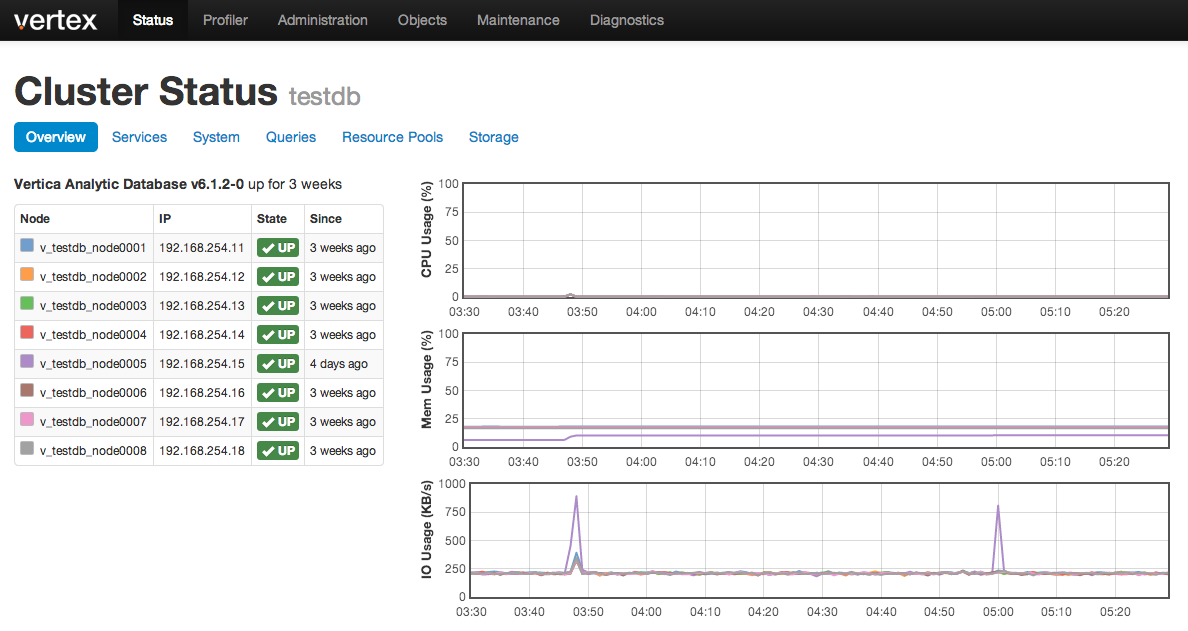 vertex Status Profiler Administration Objects Maintenance Diagnostics
Cluster Status testdb
Overview Services System Queries Resource Pools Storage
Vertica Analytic Database v6.1.2-0 up for 3 weeks
Node IP State Since
v_testdb_node0001 192.168.254.11 UP 3 weeks ago
v_testdb_node0002 192.168.254.12 UP 3 weeks ago
v_testdb_node0003 192.168.254.13 UP 3 weeks ago
v_testdb_node0004 192.168.254.14 UP 3 weeks ago
v_testdb_node0005 192.168.254.15 UP 4 days ago
v_testdb_node0006 192.168.254.16 UP 3 weeks ago
v_testdb_node0007 192.168.254.17 UP 3 weeks ago
v_testdb_node0008 192.168.254.18 UP 3 weeks ago
CPU Usage (%)
100
75
50
25
0
03:30 03:40 03:50 04:00 04:10 04:20 04:30 04:40 04:50 05:00 05:10 05:20
Mem Usage (%)
100
75
50
25
0
03:30 03:40 03:50 04:00 04:10 04:20 04:30 04:40 04:50 05:00 05:10 05:20
IO Usage (KB/s)
1000
750
500
250
0
03:30 03:40 03:50 04:00 04:10 04:20 04:30 04:40 04:50 05:00 05:10 05:20